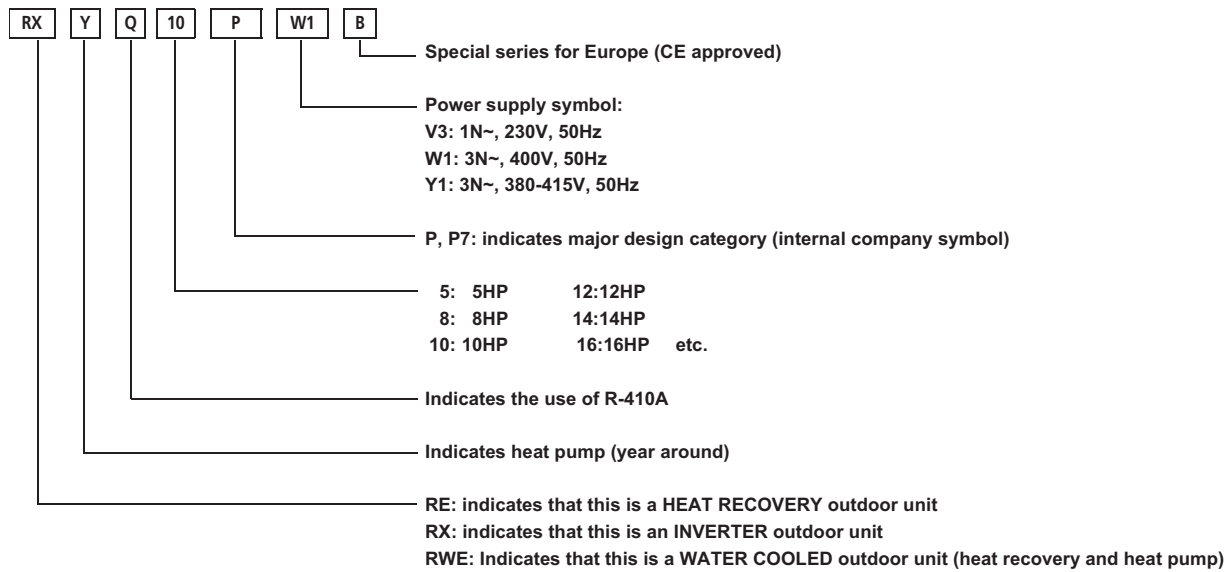 RX Y Q 10 P W1 B
Special series for Europe (CE approved)
Power supply symbol:
V3: 1N~, 230V, 50Hz
W1: 3N~, 400V, 50Hz
Y1: 3N~, 380-415V, 50Hz
P, P7: indicates major design category (internal company symbol)
5: 5HP 12:12HP
8: 8HP 14:14HP
10: 10HP 16:16HP etc.
Indicates the use of R-410A
Indicates heat pump (year around)
RE: indicates that this is a HEAT RECOVERY outdoor unit
RX: indicates that this is an INVERTER outdoor unit
RWE: Indicates that this is a WATER COOLED outdoor unit (heat recovery and heat pump)